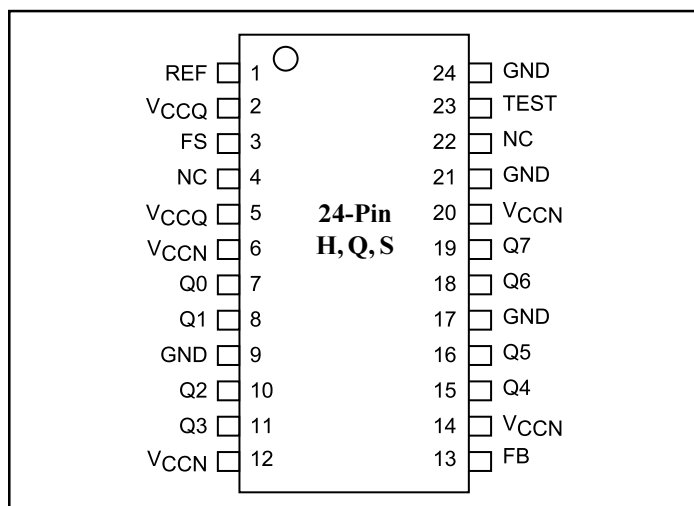 REF 1 24 GND
VCCQ 2 23 TEST
FS 3 22 NC
NC 4 21 GND
VCCQ 5 24-Pin 20 VCCN
VCCN 6 H, Q, S 19 Q7
Q0 7 18 Q6
Q1 8 17 GND
GND 9 16 Q5
Q2 10 15 Q4
Q3 11 14 VCCN
VCCN 12 13 FB